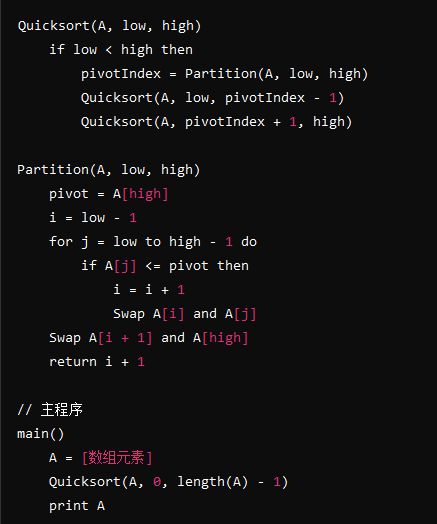 Quicksort(A, low, high)
    if low < high then
        pivotIndex = Partition(A, low, high)
        Quicksort(A, low, pivotIndex - 1)
        Quicksort(A, pivotIndex + 1, high)

Partition(A, low, high)
    pivot = A[high]
    i = low - 1
    for j = low to high - 1 do
        if A[j] <= pivot then
            i = i + 1
            Swap A[i] and A[j]
    Swap A[i + 1] and A[high]
    return i + 1

// 主程序
main()
    A = [数组元素]
    Quicksort(A, 0, length(A) - 1)
    print A